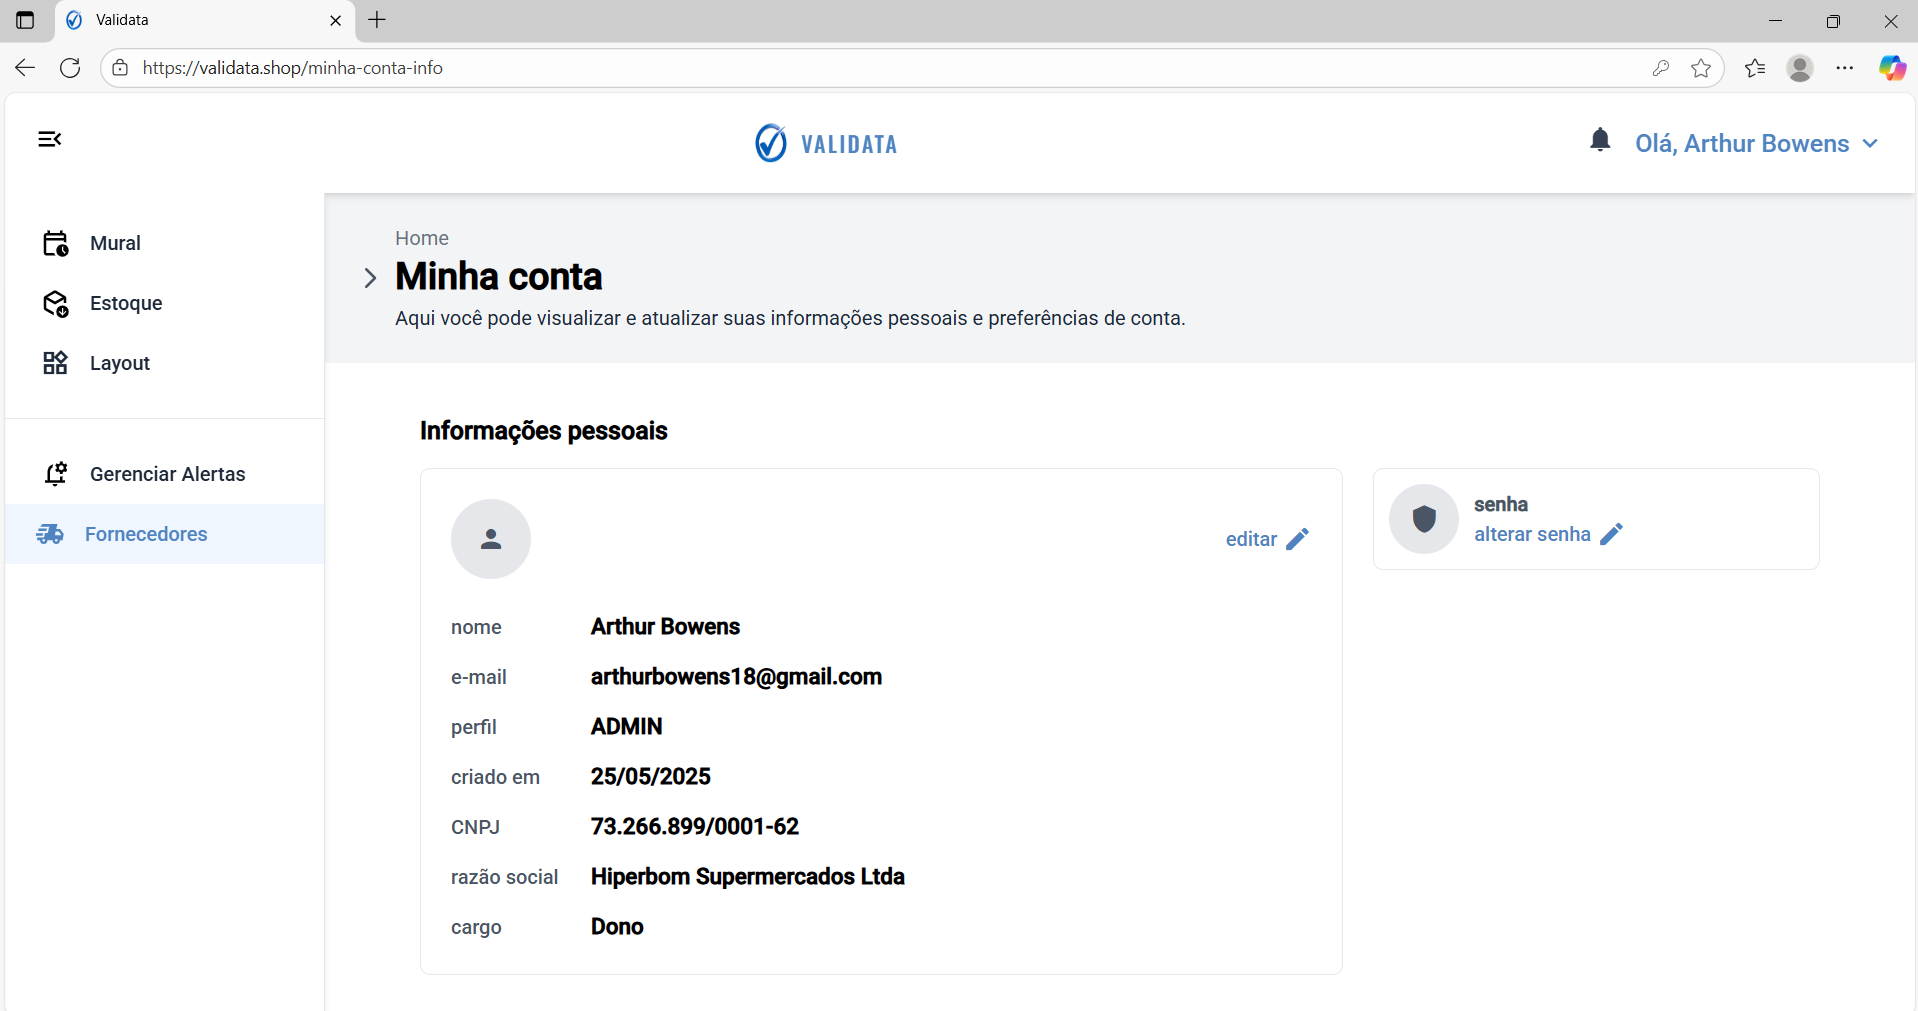 Validata
https://validata.shop/minha-conta-info
VALIDATA
Olá, Arthur Bowens
Mural
Estoque
Layout
Gerenciar Alertas
Fornecedores
Home
Minha conta
Aqui você pode visualizar e atualizar suas informações pessoais e preferências de conta.
Informações pessoais
editar
nome Arthur Bowens
e-mail arthurbowens18@gmail.com
perfil ADMIN
criado em 25/05/2025
CNPJ 73.266.899/0001-62
razão social Hiperbom Supermercados Ltda
cargo Dono
senha
alterar senha